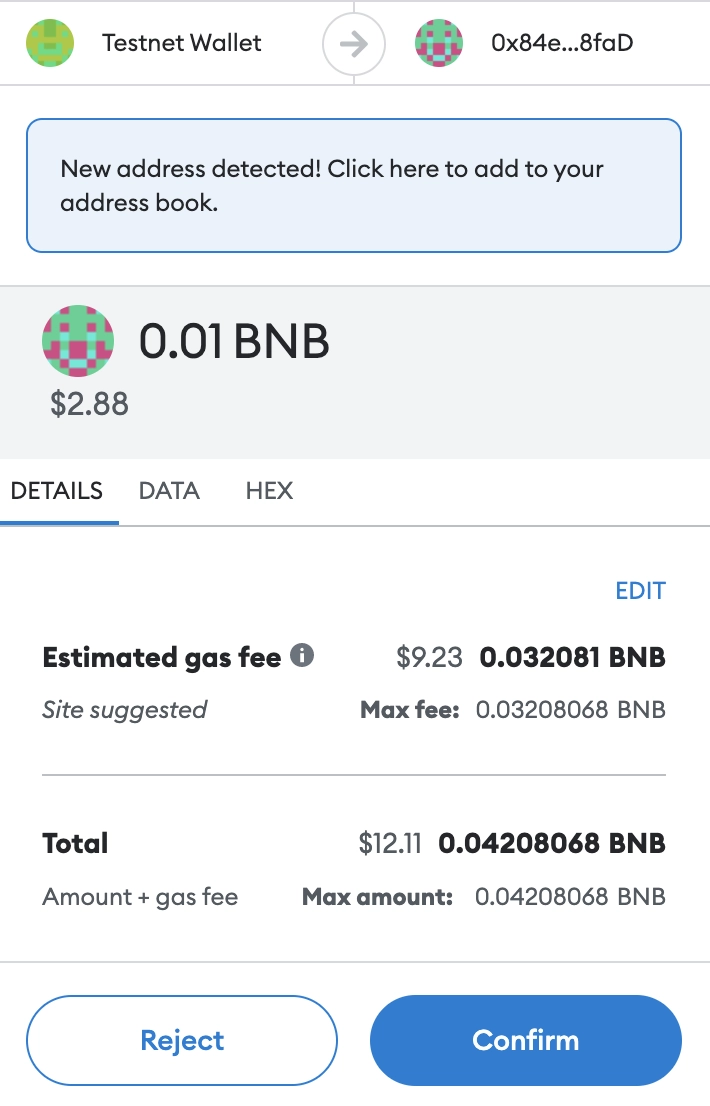 Testnet Wallet
0x84e...8faD
New address detected! Click here to add to your
address book.
0.01 BNB
$2.88
DETAILS DATA HEX
EDIT
Estimated gas fee $9.23 0.032081 BNB
Site suggested Max fee: 0.03208068 BNB
Total $12.11 0.04208068 BNB
Amount + gas fee Max amount: 0.04208068 BNB
Reject Confirm